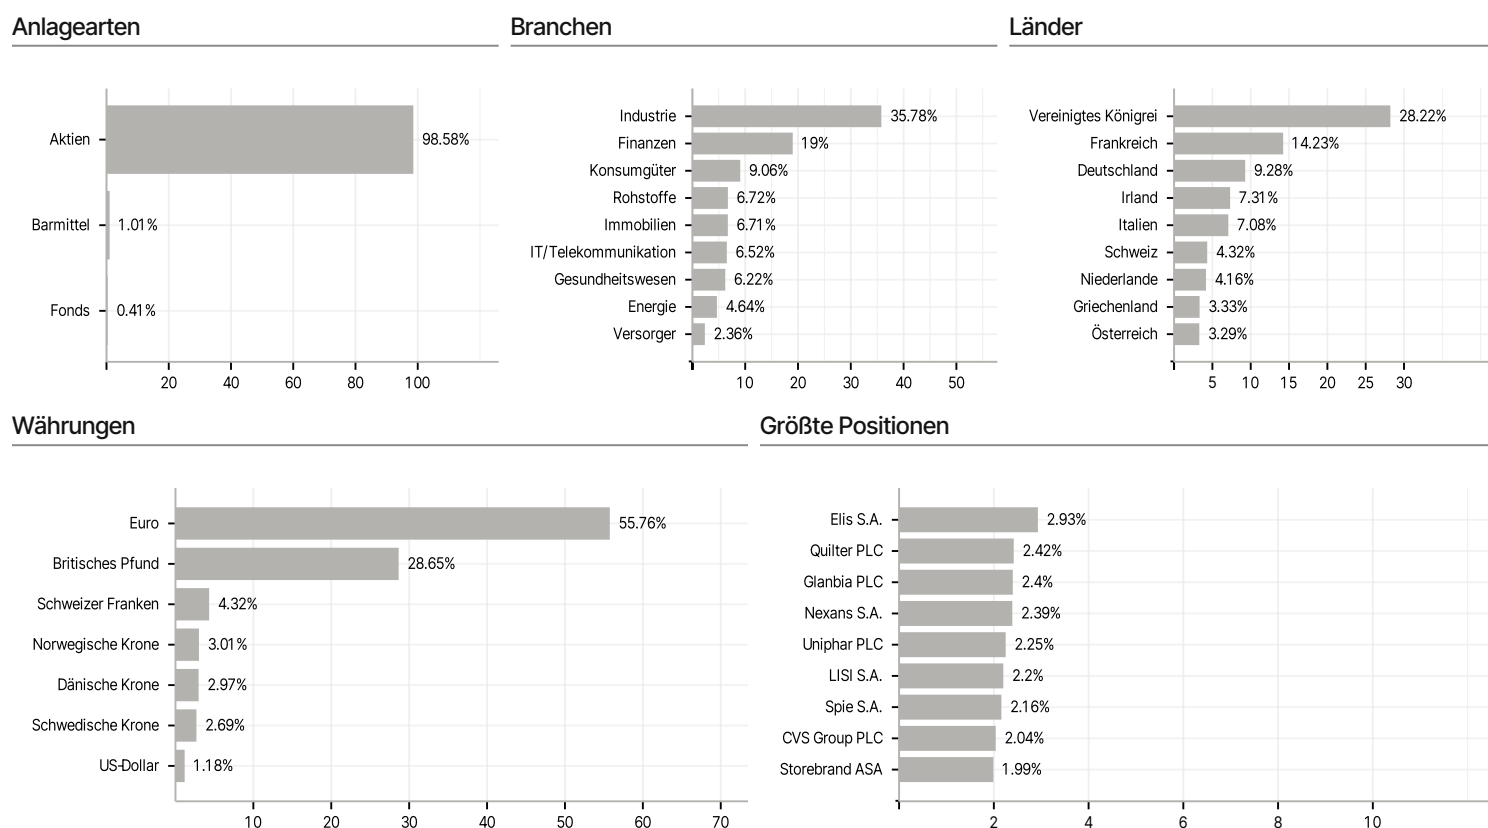 Anlagearten
Aktien 98.58%
Barmittel 1.01%
Fonds 0.41%
20 40 60 80 100
Branchen
Industrie 35.78%
Finanzen 19%
Konsumgüter 9.06%
Rohstoffe 6.72%
Immobilien 6.71%
IT/Telekommunikation 6.52%
Gesundheitswesen 6.22%
Energie 4.64%
Versorger 2.36%
10 20 30 40 50
Länder
Vereinigtes Königrei 28.22%
Frankreich 14.23%
Deutschland 9.28%
Irland 7.31%
Italien 7.08%
Schweiz 4.32%
Niederlande 4.16%
Griechenland 3.33%
Österreich 3.29%
5 10 15 20 25 30
Währungen
Euro 55.76%
Britisches Pfund 28.65%
Schweizer Franken 4.32%
Norwegische Krone 3.01%
Dänische Krone 2.97%
Schwedische Krone 2.69%
US-Dollar 1.18%
10 20 30 40 50 60 70
Größte Positionen
Elis S.A. 2.93%
Quilter PLC 2.42%
Glanbia PLC 2.4%
Nexans S.A. 2.39%
Uniphar PLC 2.25%
LISI S.A. 2.2%
Spie S.A. 2.16%
CVS Group PLC 2.04%
Storebrand ASA 1.99%
2 4 6 8 10